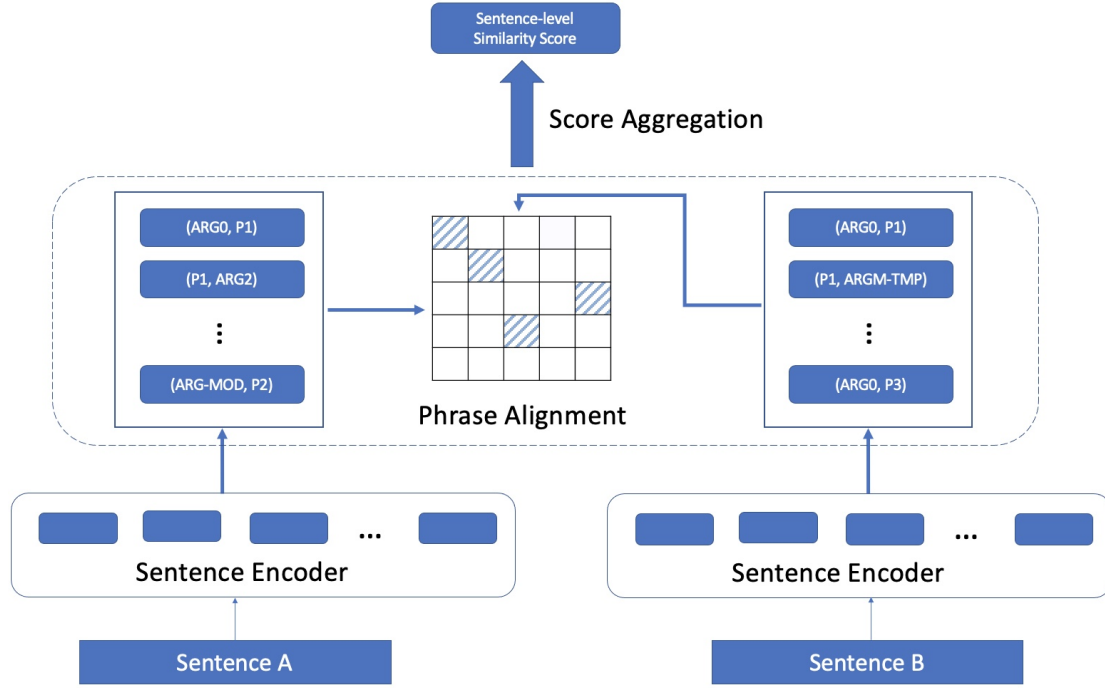 Sentence-level
Similarity Score
Score Aggregation
(ARG0, P1)
(P1, ARG2)
⋮
(ARG-MOD, P2)
Phrase Alignment
(ARG0, P1)
(P1, ARGM-TMP)
⋮
(ARG0, P3)
...
Sentence Encoder
...
Sentence Encoder
Sentence A
Sentence B